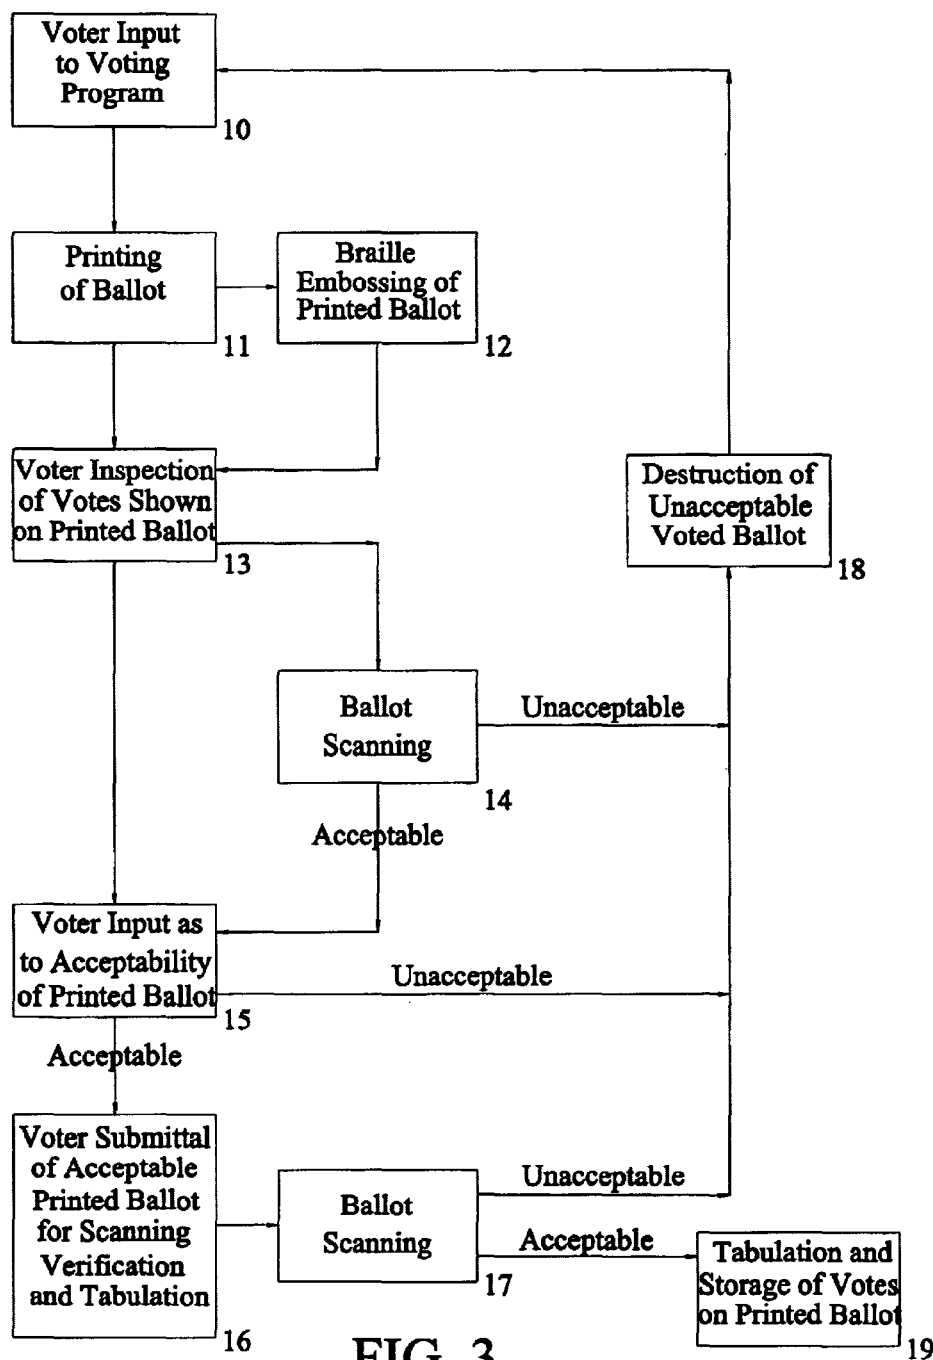 Voter Input
to Voting
Program
10
Printing
of Ballot
11
Braille
Embossing of
Printed Ballot
12
Voter Inspection
of Votes Shown
on Printed Ballot
13
Destruction of
Unacceptable
Voted Ballot
18
Ballot
Scanning
14
Unacceptable
Acceptable
Voter Input as
to Acceptability
of Printed Ballot
15
Unacceptable
Acceptable
Voter Submittal
of Acceptable
Printed Ballot
for Scanning
Verification
and Tabulation
16
Ballot
Scanning
17
Unacceptable
Acceptable
Tabulation and
Storage of Votes
on Printed Ballot
19
FIG. 3